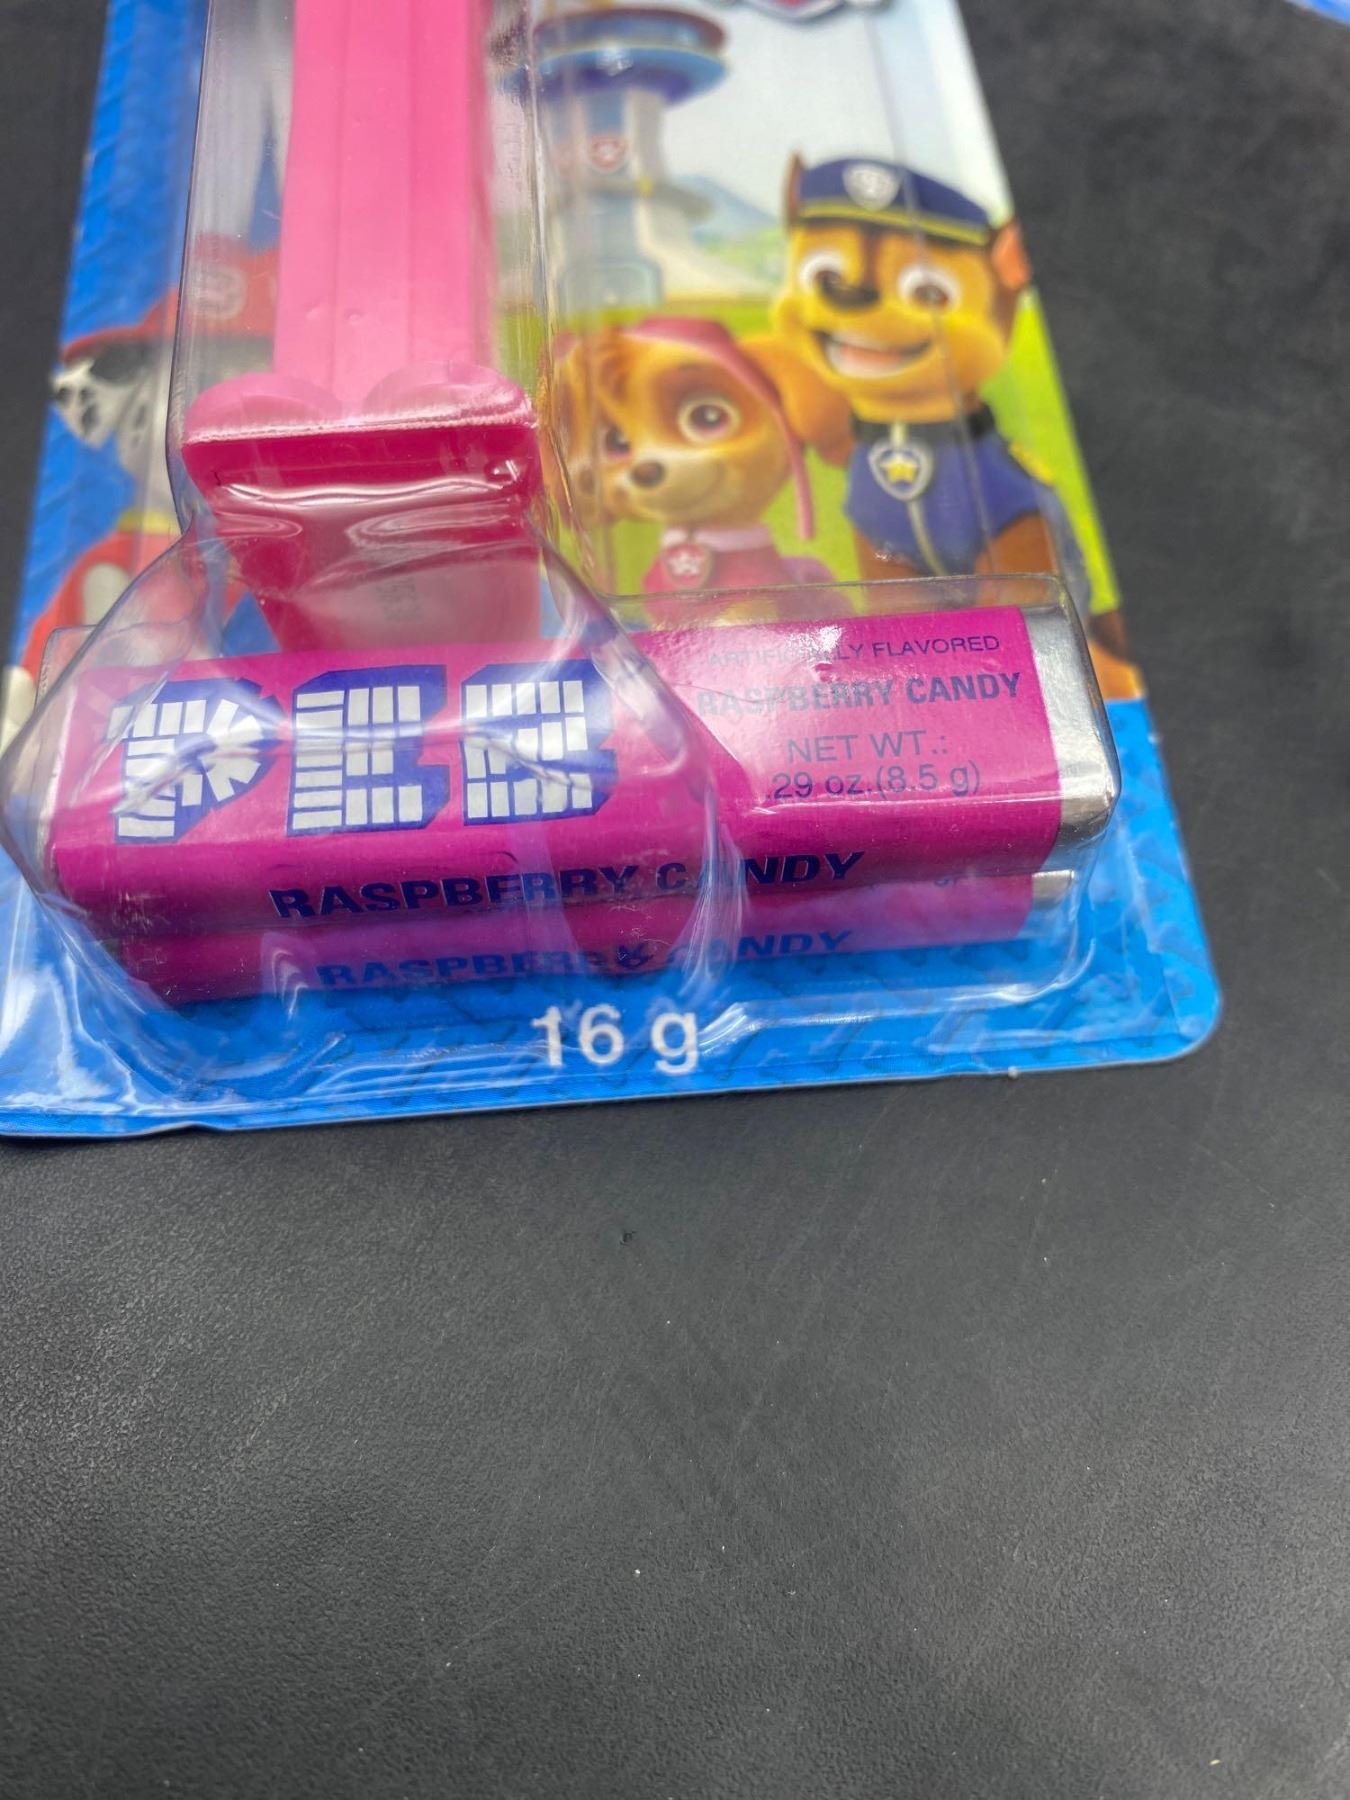 PEZ
ARTIFICIALLY FLAVORED
RASPBERRY CANDY
NET WT.:
.29 oz.(8.5 g)
RASPBERRY CANDY
RASPBERRY CANDY
16 g